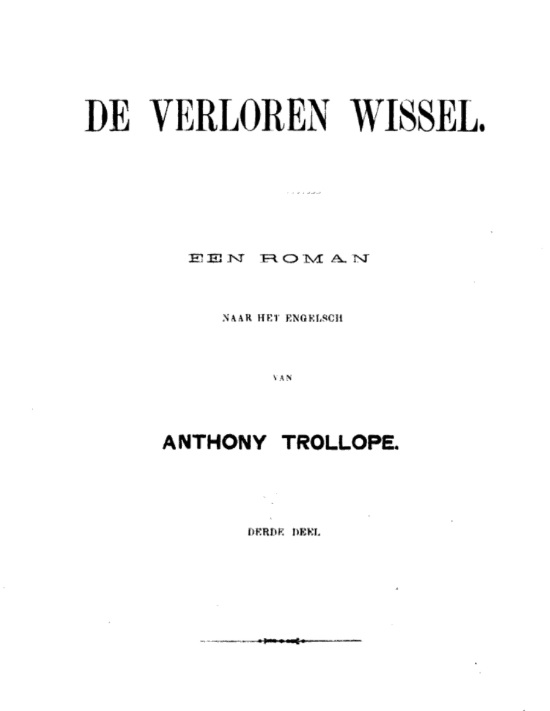 DE VERLOREN WISSEL.
EEN ROMAN
NAAR HET ENGELSCH
VAN
ANTHONY TROLLOPE.
DERDE DEEL